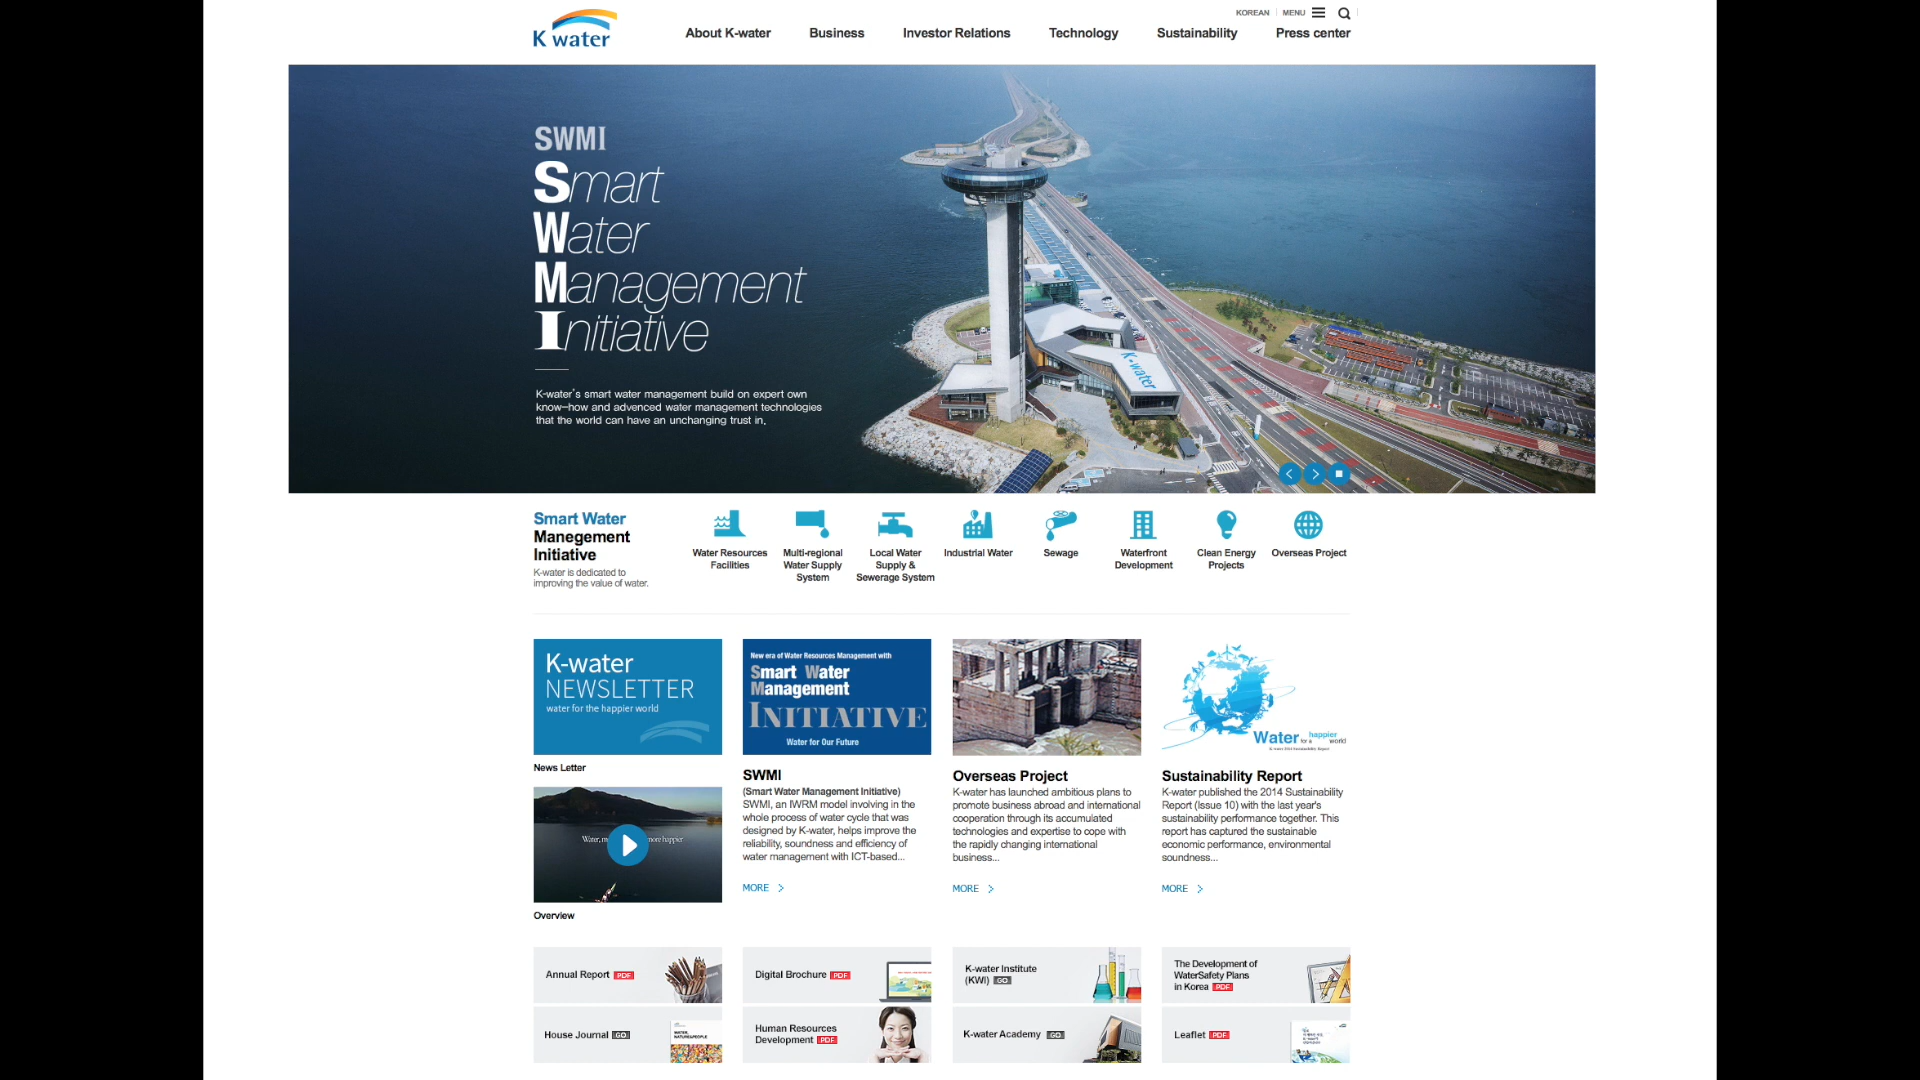 K water
KOREAN
MENU
About K-water
Business
Investor Relations
Technology
Sustainability
Press center
SWMI
Smart
Water
Management
Initiative
K-water's smart water management build on expert own
know-how and advenced water management technologies
that the world can have an unchanging trust in.
K-water
Smart Water
Manegement
Initiative
K-water is dedicated to
improving the value of water.
Water Resources
Facilities
Multi-regional
Water Supply
System
Local Water
Supply &
Sewerage System
Industrial Water
Sewage
Waterfront
Development
Clean Energy
Projects
Overseas Project
K-water
NEWSLETTER
water for the happier world
News Letter
Water, m
more happier
Overview
New era of Water Resources Management with
Smart Water
Management
INITIATIVE
Water for Our Future
SWMI
(Smart Water Management Initiative)
SWMI, an IWRM model involving in the
whole process of water cycle that was
designed by K-water, helps improve the
reliability, soundness and efficiency of
water management with ICT-based...
MORE
Overseas Project
K-water has launched ambitious plans to
promote business abroad and international
cooperation through its accumulated
technologies and expertise to cope with
the rapidly changing international
business...
MORE
Water for a happier world
K-water 2014 Sustainability Report
Sustainability Report
K-water published the 2014 Sustainability
Report (Issue 10) with the last year's
sustainability performance together. This
report has captured the sustainable
economic performance, environmental
soundness...
MORE
Annual Report PDF
Digital Brochure PDF
K-water Institute
(KWI) GO
The Development of
WaterSafety Plans
in Korea PDF
House Journal GO
WATER,
NATURE&PEOPLE
Human Resources
Development PDF
K-water Academy GO
Leaflet PDF